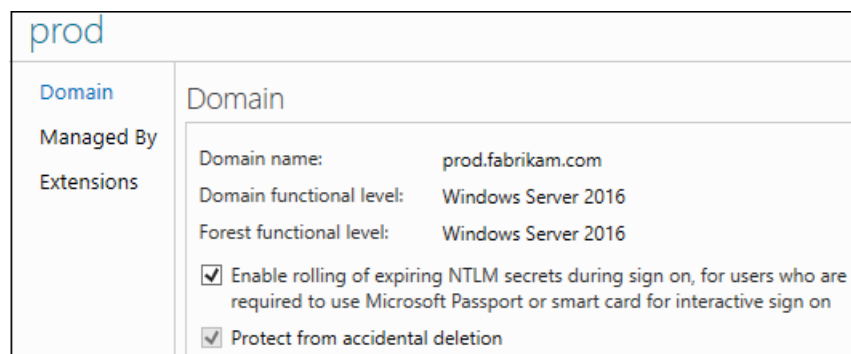 prod
Domain
Managed By
Extensions
Domain
Domain name: prod.fabrikam.com
Domain functional level: Windows Server 2016
Forest functional level: Windows Server 2016
Enable rolling of expiring NTLM secrets during sign on, for users who are
required to use Microsoft Passport or smart card for interactive sign on
Protect from accidental deletion